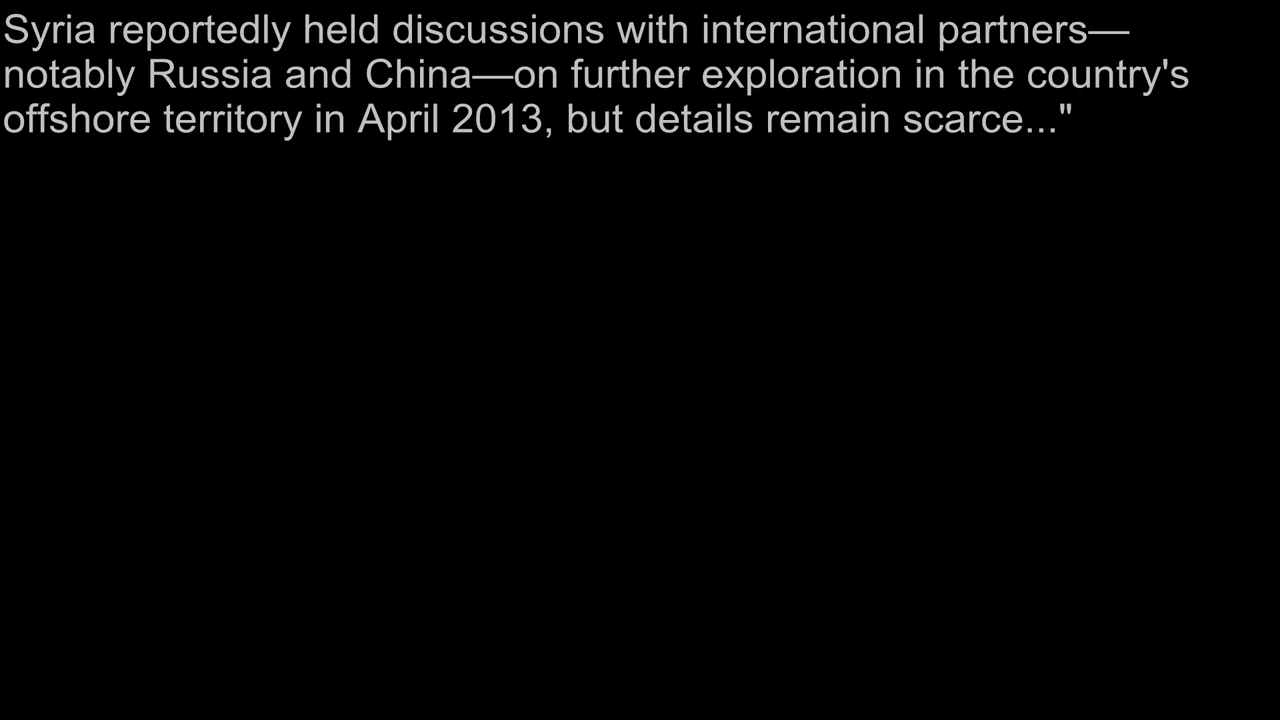 Syria reportedly held discussions with international partners—
notably Russia and China—on further exploration in the country's
offshore territory in April 2013, but details remain scarce..."